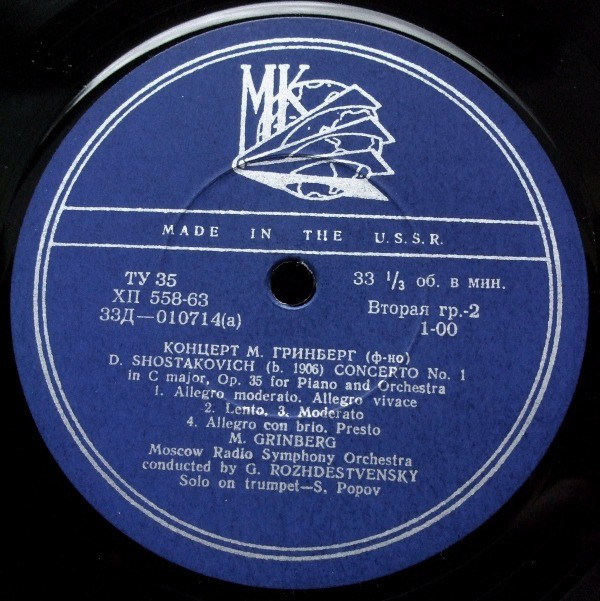 МК
MADE IN THE U.S.S.R.
ТУ 35
ХП 558-63
33Д—010714(а)
33 1/3 об. в мин.
Вторая гр.-2
1-00
КОНЦЕРТ М. ГРИНБЕРГ (ф-но)
D. SHOSTAKOVICH (b. 1906) CONCERTO No. 1
in C major, Op. 35 for Piano and Orchestra
1. Allegro moderato. Allegro vivace
2. Lento. 3. Moderato
4. Allegro con brio. Presto
M. GRINBERG
Moscow Radio Symphony Orchestra
conducted by G. ROZHDESTVENSKY
Solo on trumpet—S. Popov